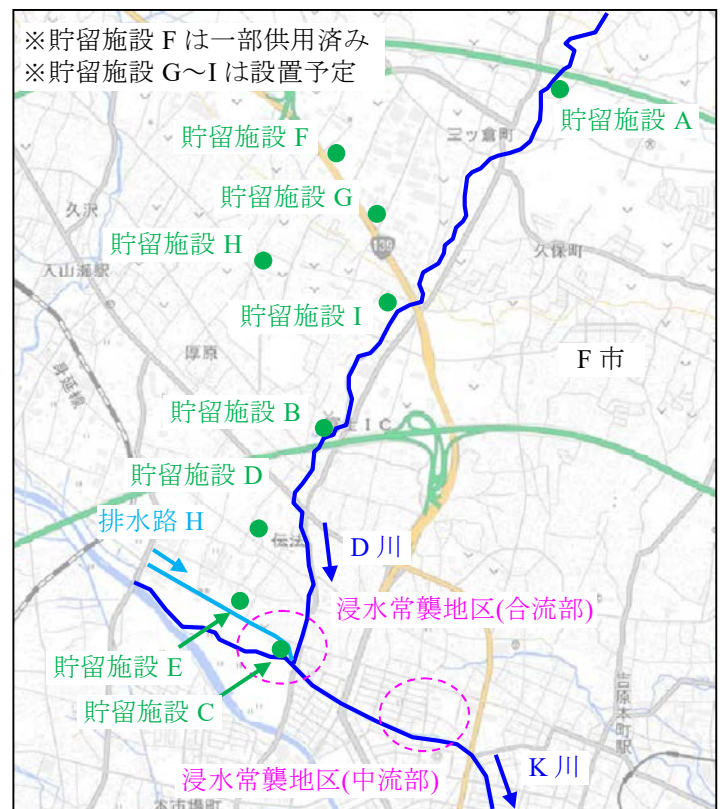 ※貯留施設 F は一部供用済み
※貯留施設 G～I は設置予定
貯留施設 A
三ッ倉町
貯留施設 F
久沢
貯留施設 G
貯留施設 H
139
久保町
入山瀬駅
貯留施設 I
厚原
F 市
身延線
貯留施設 B
ＩＣ
貯留施設 D
排水路 H
伝法
D 川
浸水常襲地区(合流部)
貯留施設 E
貯留施設 C
吉原本町駅
浸水常襲地区(中流部)
K 川
本市場町